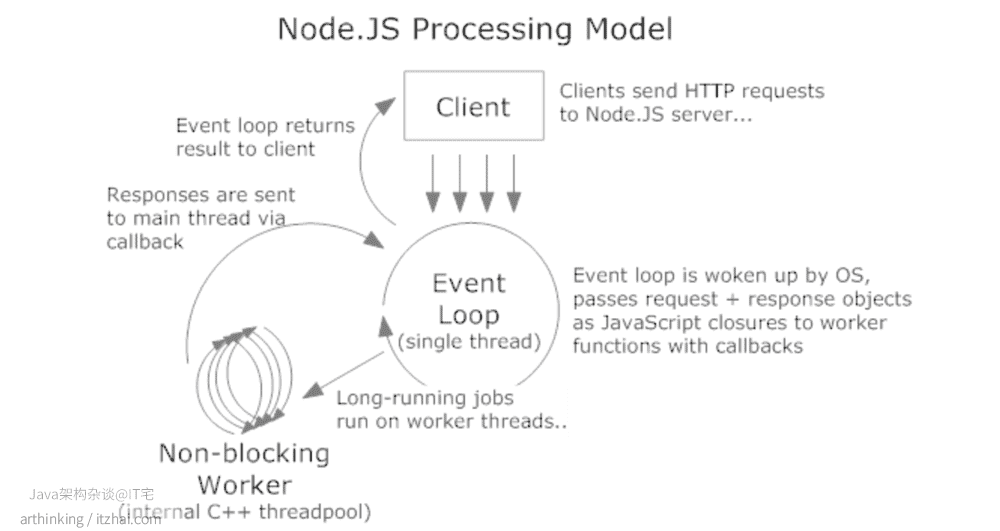 Node.JS Processing Model
Client
Clients send HTTP requests
to Node.JS server...
Event loop returns
result to client
Responses are sent
to main thread via
callback
Event
Loop
(single thread)
Event loop is woken up by OS,
passes request + response objects
as JavaScript closures to worker
functions with callbacks
Long-running jobs
run on worker threads..
Non-blocking
Worker
(internal C++ threadpool)
Java架构杂谈@IT宅
arthinking / itzhai.com